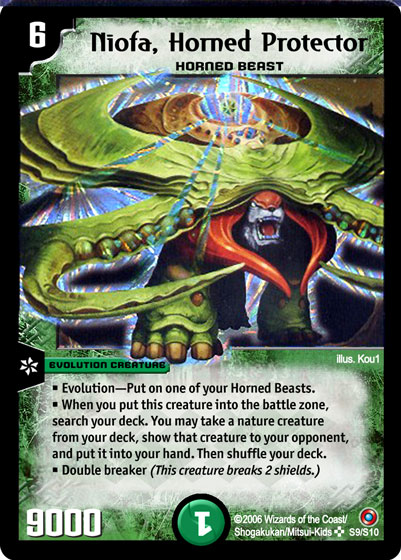 6
Niofa, Horned Protector
HORNED BEAST
illus. Kou1
EVOLUTION CREATURE
▪ Evolution—Put on one of your Horned Beasts.
▪ When you put this creature into the battle zone,
search your deck. You may take a nature creature
from your deck, show that creature to your opponent,
and put it into your hand. Then shuffle your deck.
▪ Double breaker (This creature breaks 2 shields.)
9000
1
©2006 Wizards of the Coast/
Shogakukan/Mitsui-Kids S9/S10